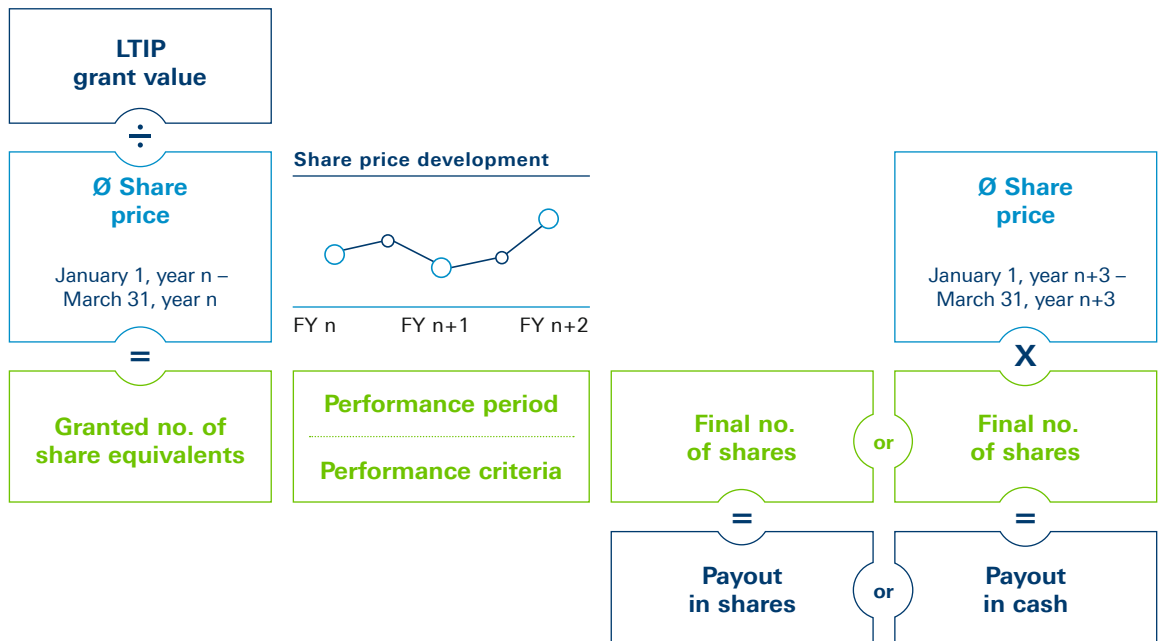 LTIP
grant value
÷
Ø Share
price
January 1, year n –
March 31, year n
=
Granted no. of
share equivalents
Share price development
FY n
FY n+1
FY n+2
Performance period
Performance criteria
Ø Share
price
January 1, year n+3 –
March 31, year n+3
X
Final no.
of shares
or
Final no.
of shares
=
=
Payout
in shares
or
Payout
in cash